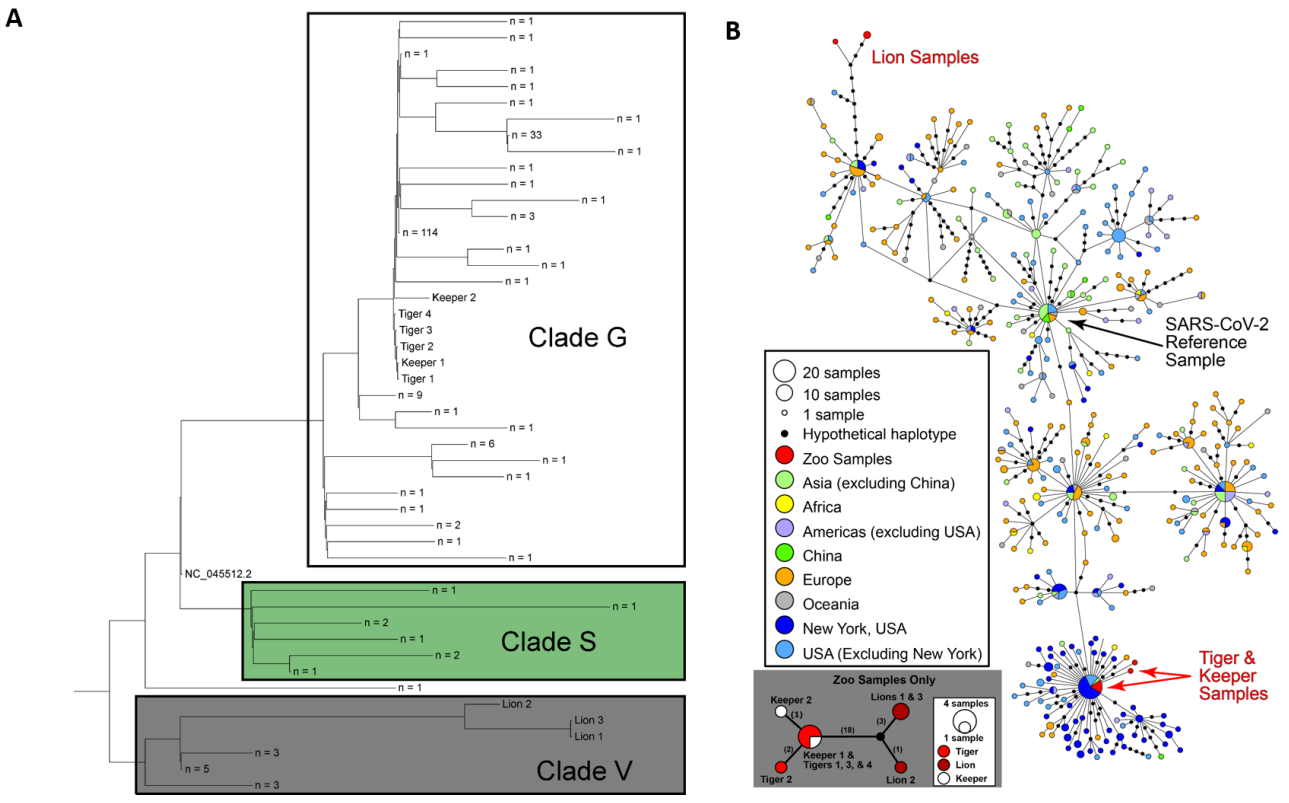 A
n = 1
n = 1
n = 1
n = 1
n = 1
n = 1
n = 1
n = 33
n = 1
n = 1
n = 1
n = 1
n = 3
n = 114
n = 1
n = 1
n = 1
Keeper 2
Tiger 4
Tiger 3
Tiger 2
Keeper 1
Tiger 1
Clade G
n = 9
n = 1
n = 1
n = 6
n = 1
n = 1
n = 1
n = 1
n = 2
n = 1
n = 1
NC_045512.2
n = 1
n = 1
n = 2
n = 1
n = 2
n = 1
Clade S
n = 1
Lion 2
Lion 3
Lion 1
n = 3
n = 5
n = 3
Clade V
B
Lion Samples
SARS-CoV-2
Reference
Sample
20 samples
10 samples
1 sample
Hypothetical haplotype
Zoo Samples
Asia (excluding China)
Africa
Americas (excluding USA)
China
Europe
Oceania
New York, USA
USA (Excluding New York)
Tiger &
Keeper
Samples
Zoo Samples Only
Keeper 2
Lions 1 & 3
(1)
(3)
(18)
(2)
(1)
Keeper 1 &
Tigers 1, 3, & 4
Tiger 2
Lion 2
4 samples
1 sample
Tiger
Lion
Keeper